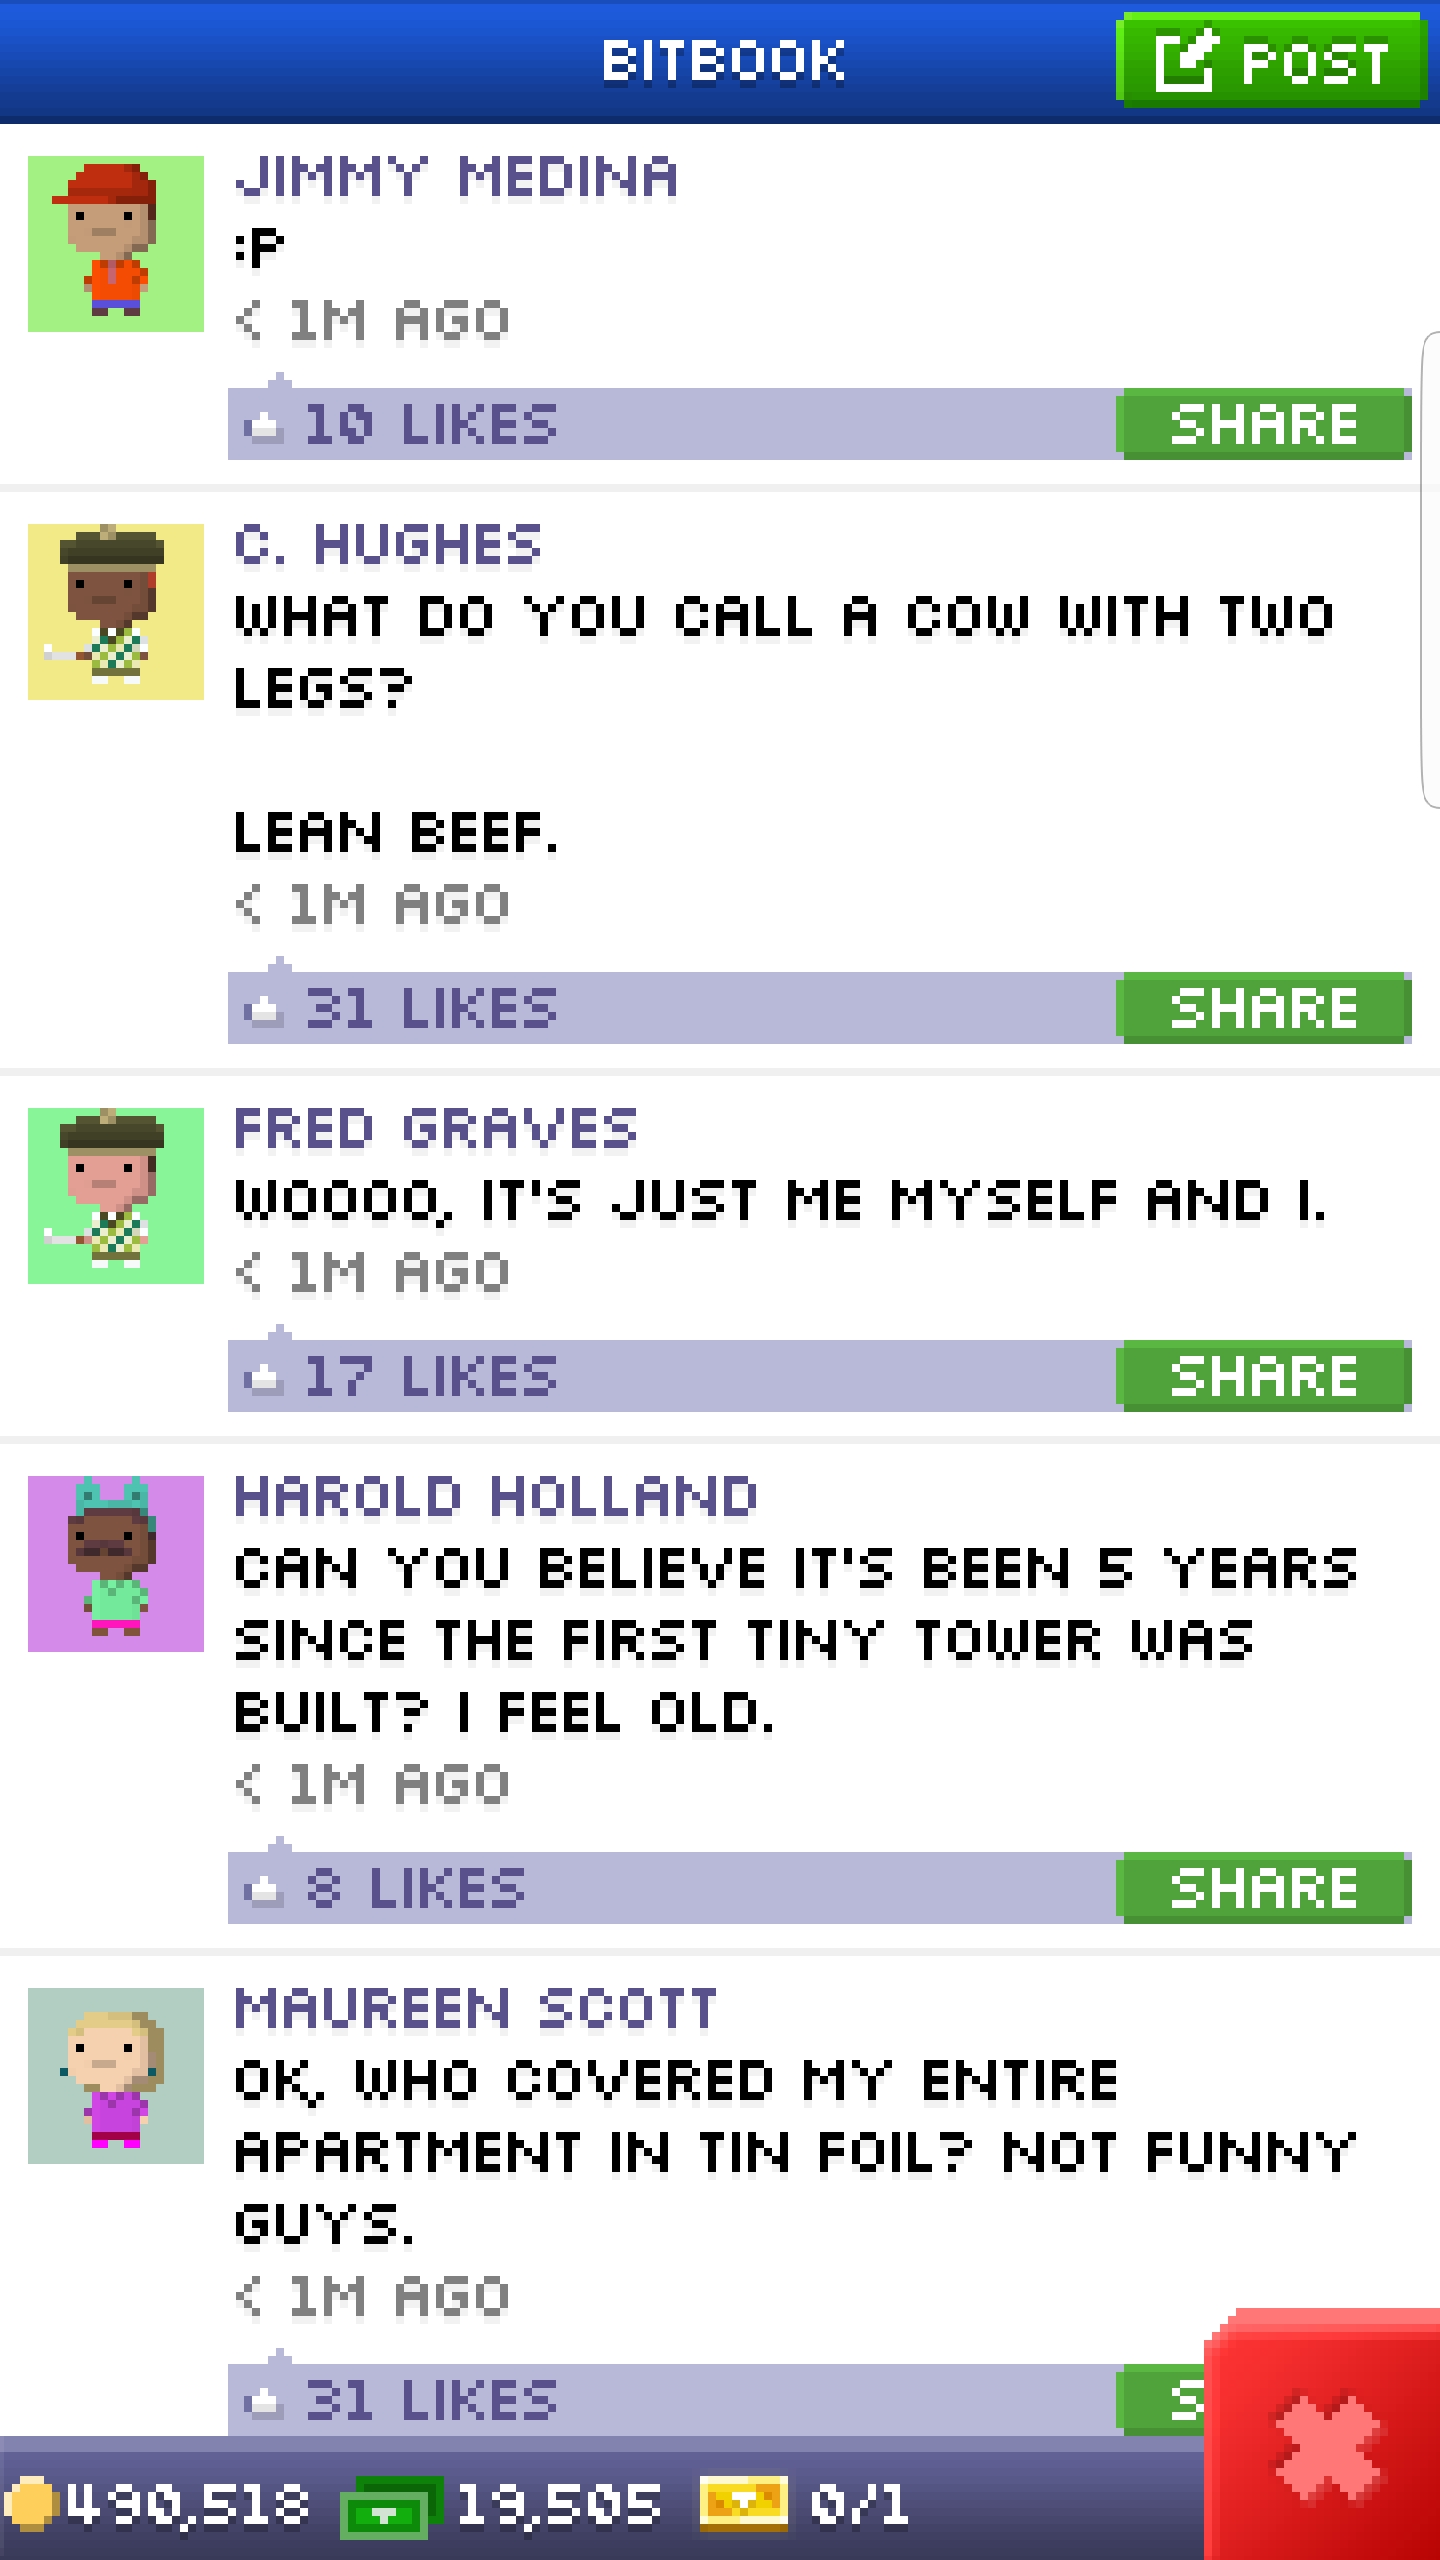 BITBOOK
POST
JIMMY MEDINA
:P
< 1M AGO
10 LIKES
SHARE
C. HUGHES
WHAT DO YOU CALL A COW WITH TWO
LEGS?
LEAN BEEF.
< 1M AGO
31 LIKES
SHARE
FRED GRAVES
WOOOO, IT'S JUST ME MYSELF AND I.
< 1M AGO
17 LIKES
SHARE
HAROLD HOLLAND
CAN YOU BELIEVE IT'S BEEN 5 YEARS
SINCE THE FIRST TINY TOWER WAS
BUILT? I FEEL OLD.
< 1M AGO
8 LIKES
SHARE
MAUREEN SCOTT
OK, WHO COVERED MY ENTIRE
APARTMENT IN TIN FOIL? NOT FUNNY
GUYS.
< 1M AGO
31 LIKES
S
490,518 19,505 0/1